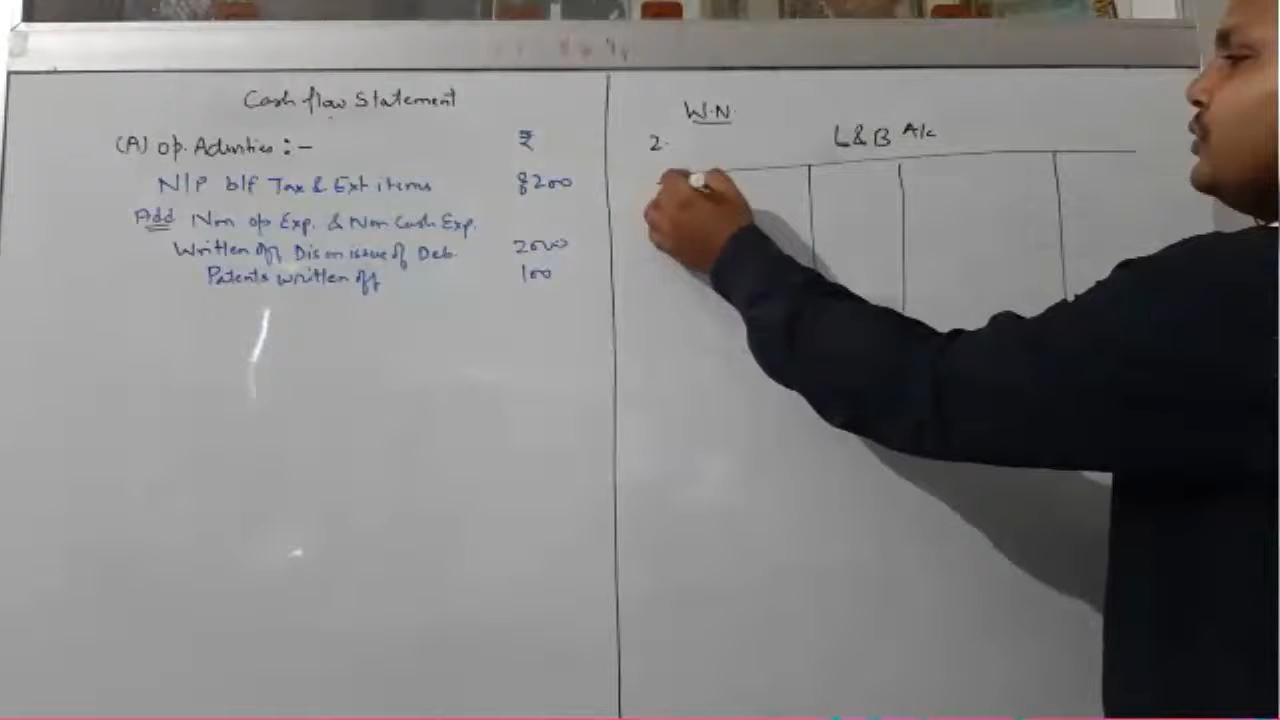 Cash flow Statement
(A) Op. Activities :- ₹
N/P b/f Tax & Ext items 8200
Add Non op Exp. & Non Cash Exp.
Written off Dis on issue of Deb. 2000
Patents written off 100
W.N.
2.
L&B A/c